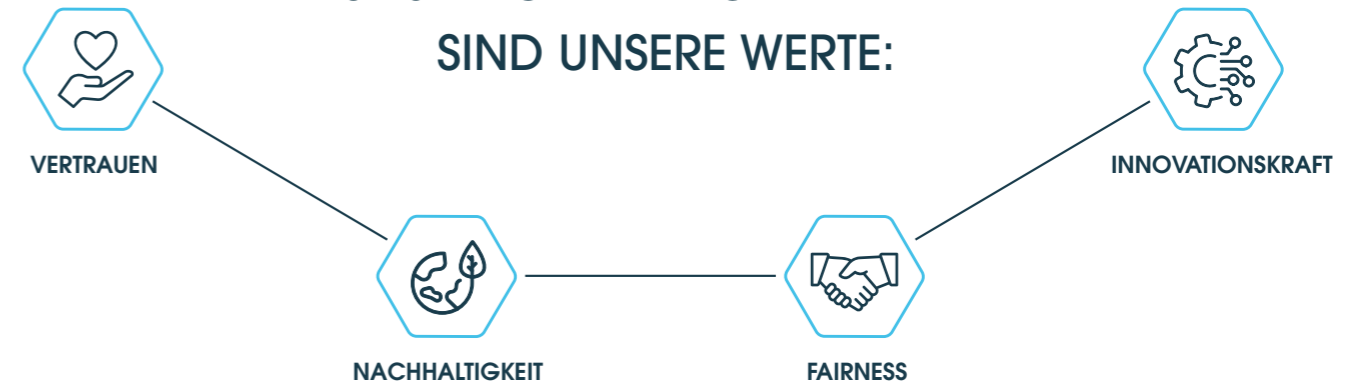 SIND UNSERE WERTE:
VERTRAUEN
INNOVATIONSKRAFT
NACHHALTIGKEIT
FAIRNESS